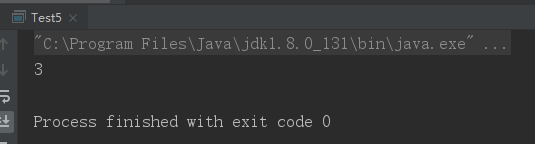 Test5
"C:\Program Files\Java\jdk1.8.0_131\bin\java.exe" ...
3
Process finished with exit code 0